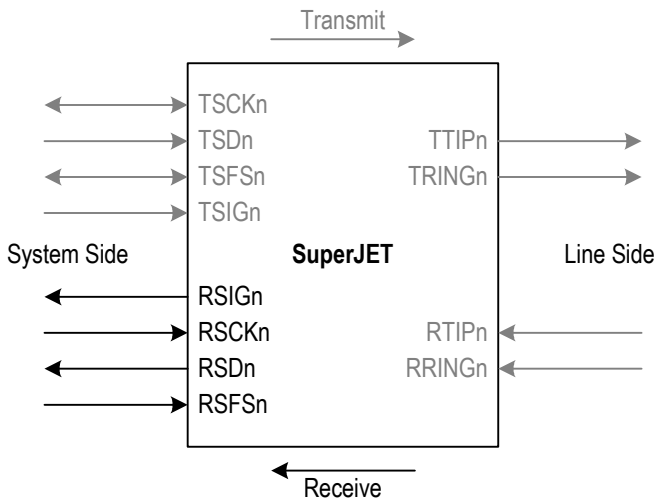 Transmit
TSCKn
TSDn
TSFSn
TSIGn
TTIPn
TRINGn
System Side
SuperJET
Line Side
RSIGn
RSCKn
RSDn
RSFSn
RTIPn
RRINGn
Receive